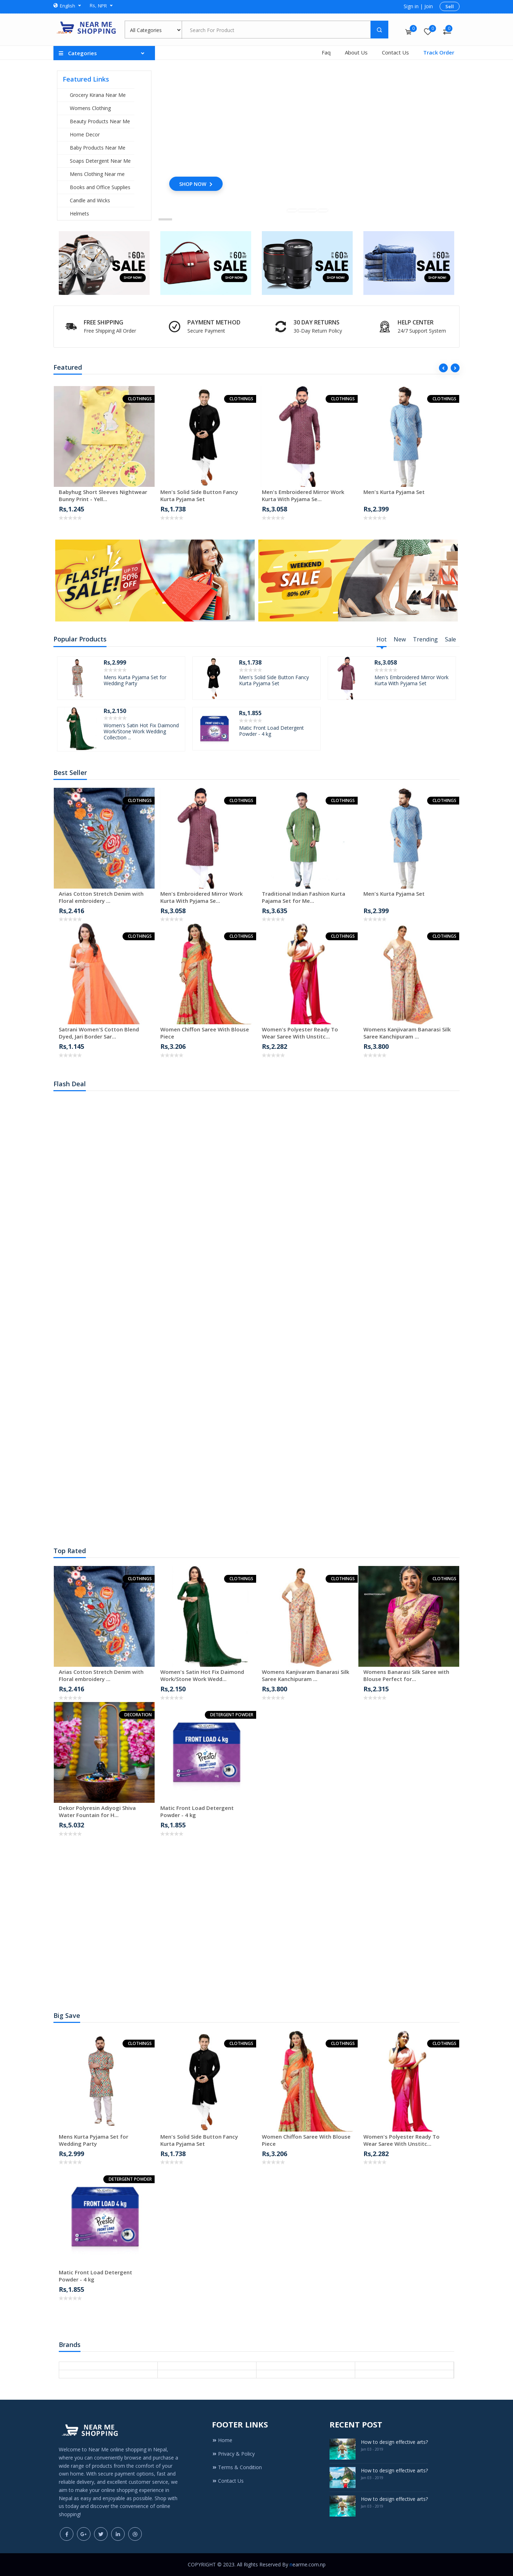 English
Rs, NPR
Sign in | Join
Sell
NEAR ME
SHOPPING
All Categories
Search For Product
0
0
0
Categories
Faq
About Us
Contact Us
Track Order
Featured Links
Grocery Kirana Near Me
Womens Clothing
Beauty Products Near Me
Home Decor
Baby Products Near Me
Soaps Detergent Near Me
Mens Clothing Near me
Books and Office Supplies
Candle and Wicks
Helmets
SHOP NOW
60%
SALE
SHOP NOW
60%
SALE
SHOP NOW
60%
SALE
SHOP NOW
60%
SALE
SHOP NOW
FREE SHIPPING
Free Shipping All Order
PAYMENT METHOD
Secure Payment
30 DAY RETURNS
30-Day Return Policy
HELP CENTER
24/7 Support System
Featured
CLOTHINGS
CLOTHINGS
CLOTHINGS
CLOTHINGS
Babyhug Short Sleeves Nightwear
Bunny Print - Yell...
Rs,1.245
Men's Solid Side Button Fancy
Kurta Pyjama Set
Rs,1.738
Men's Embroidered Mirror Work
Kurta With Pyjama Se...
Rs,3.058
Men's Kurta Pyjama Set
Rs,2.399
FLASH
SALE!
UP TO
50%
OFF
WEEKEND
SALE
80% OFF
Popular Products
Hot
New
Trending
Sale
Rs,2.999
Mens Kurta Pyjama Set for
Wedding Party
Rs,1.738
Men's Solid Side Button Fancy
Kurta Pyjama Set
Rs,3.058
Men's Embroidered Mirror Work
Kurta With Pyjama Set
Rs,2.150
Women's Satin Hot Fix Daimond
Work/Stone Work Wedding
Collection ...
Rs,1.855
Matic Front Load Detergent
Powder - 4 kg
Best Seller
CLOTHINGS
CLOTHINGS
CLOTHINGS
CLOTHINGS
Arias Cotton Stretch Denim with
Floral embroidery ...
Rs,2.416
Men's Embroidered Mirror Work
Kurta With Pyjama Se...
Rs,3.058
Traditional Indian Fashion Kurta
Pajama Set for Me...
Rs,3.635
Men's Kurta Pyjama Set
Rs,2.399
CLOTHINGS
CLOTHINGS
CLOTHINGS
CLOTHINGS
Satrani Women'S Cotton Blend
Dyed, Jari Border Sar...
Rs,1.145
Women Chiffon Saree With Blouse
Piece
Rs,3.206
Women's Polyester Ready To
Wear Saree With Unstitc...
Rs,2.282
Womens Kanjivaram Banarasi Silk
Saree Kanchipuram ...
Rs,3.800
Flash Deal
Top Rated
CLOTHINGS
CLOTHINGS
CLOTHINGS
CLOTHINGS
Arias Cotton Stretch Denim with
Floral embroidery ...
Rs,2.416
Women's Satin Hot Fix Daimond
Work/Stone Work Wedd...
Rs,2.150
Womens Kanjivaram Banarasi Silk
Saree Kanchipuram ...
Rs,3.800
Womens Banarasi Silk Saree with
Blouse Perfect for...
Rs,2.315
DECORATION
DETERGENT POWDER
FRONT LOAD 4 kg
Presto!
Dekor Polyresin Adiyogi Shiva
Water Fountain for H...
Rs,5.032
Matic Front Load Detergent
Powder - 4 kg
Rs,1.855
Big Save
CLOTHINGS
CLOTHINGS
CLOTHINGS
CLOTHINGS
Mens Kurta Pyjama Set for
Wedding Party
Rs,2.999
Men's Solid Side Button Fancy
Kurta Pyjama Set
Rs,1.738
Women Chiffon Saree With Blouse
Piece
Rs,3.206
Women's Polyester Ready To
Wear Saree With Unstitc...
Rs,2.282
DETERGENT POWDER
FRONT LOAD 4 kg
Presto!
Matic Front Load Detergent
Powder - 4 kg
Rs,1.855
Brands
NEAR ME
SHOPPING
Welcome to Near Me online shopping in Nepal,
where you can conveniently browse and purchase a
wide range of products from the comfort of your
own home. With secure payment options, fast and
reliable delivery, and excellent customer service, we
aim to make your online shopping experience in
Nepal as easy and enjoyable as possible. Shop with
us today and discover the convenience of online
shopping!
FOOTER LINKS
Home
Privacy & Policy
Terms & Condition
Contact Us
RECENT POST
How to design effective arts?
Jan 03 - 2019
How to design effective arts?
Jan 03 - 2019
How to design effective arts?
Jan 03 - 2019
COPYRIGHT © 2023. All Rights Reserved By nearme.com.np